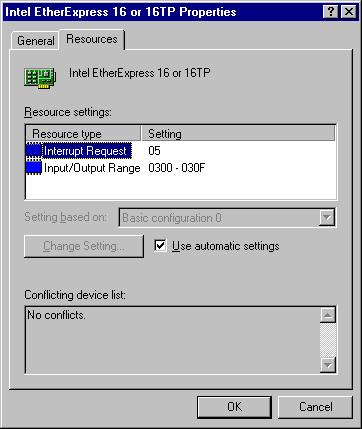 Intel EtherExpress 16 or 16TP Properties
General
Resources
Intel EtherExpress 16 or 16TP
Resource settings:
Resource type Setting
Interrupt Request 05
Input/Output Range 0300 - 030F
Setting based on: Basic configuration 0
Change Setting... Use automatic settings
Conflicting device list:
No conflicts.
OK Cancel